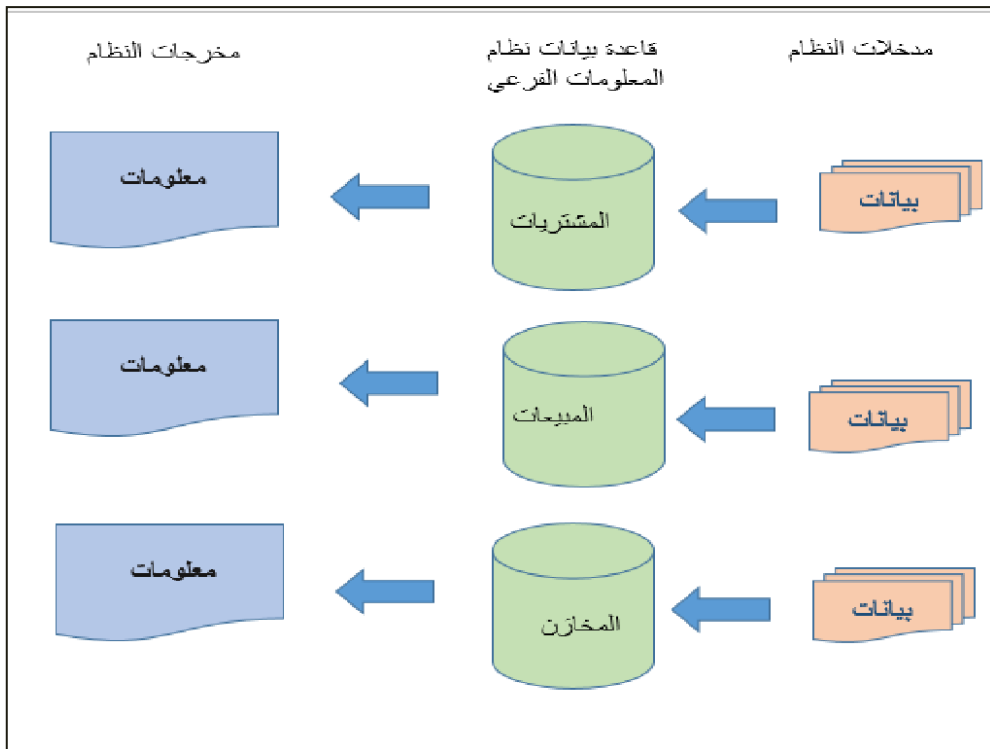 مدخلات النظام
قاعدة بيانات نظام
المعلومات الفرعي
مخرجات النظام
بيانات
المشتريات
معلومات
بيانات
المبيعات
معلومات
بيانات
المخازن
معلومات